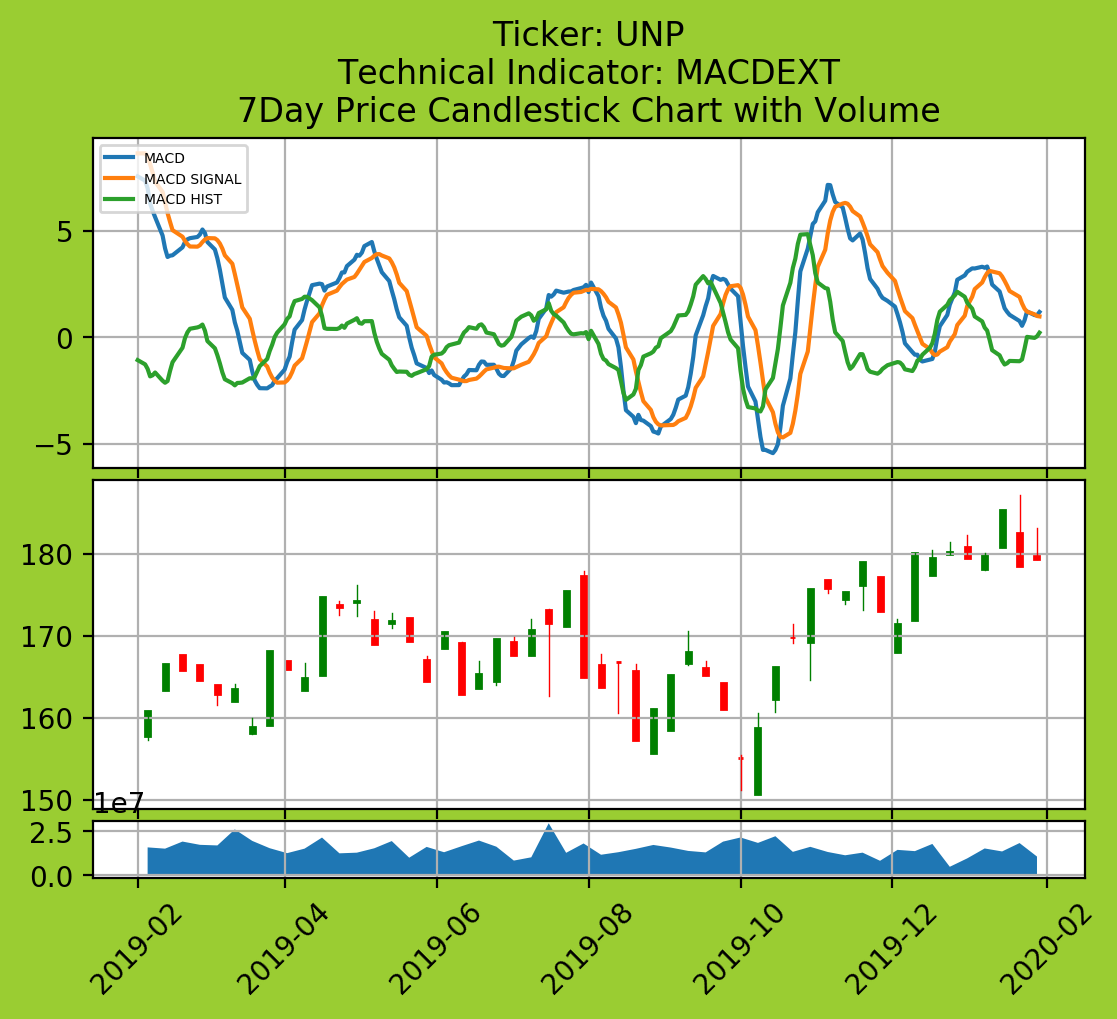 Ticker: UNP
Technical Indicator: MACDEXT
7Day Price Candlestick Chart with Volume
MACD
MACD SIGNAL
MACD HIST
5
0
−5
180
170
160
150
1e7
2.5
0.0
2019-02
2019-04
2019-06
2019-08
2019-10
2019-12
2020-02